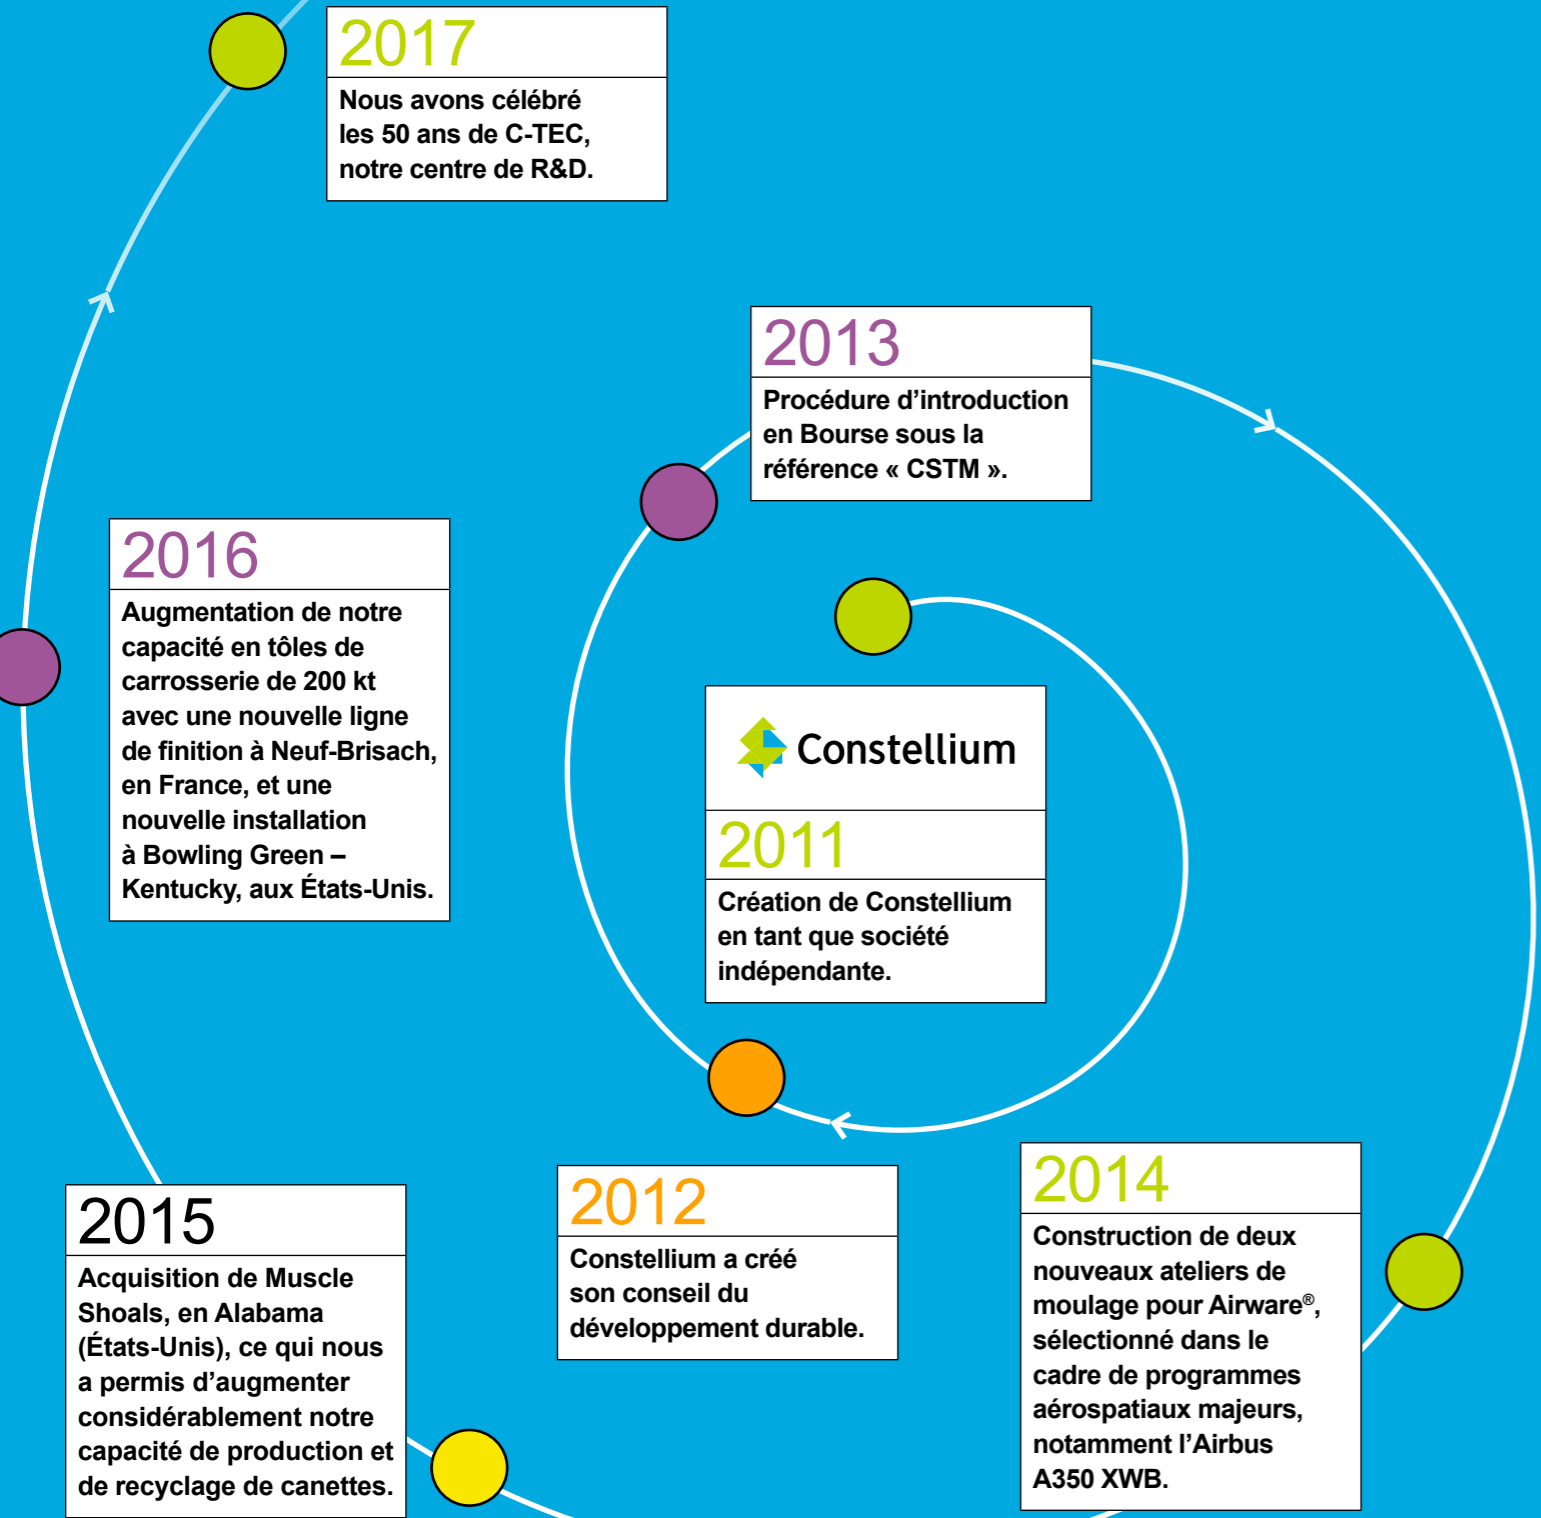 2017
Nous avons célébré
les 50 ans de C-TEC,
notre centre de R&D.
2013
Procédure d’introduction
en Bourse sous la
référence « CSTM ».
2016
Augmentation de notre
capacité en tôles de
carrosserie de 200 kt
avec une nouvelle ligne
de finition à Neuf-Brisach,
en France, et une
nouvelle installation
à Bowling Green –
Kentucky, aux États-Unis.
Constellium
2011
Création de Constellium
en tant que société
indépendante.
2015
Acquisition de Muscle
Shoals, en Alabama
(États-Unis), ce qui nous
a permis d’augmenter
considérablement notre
capacité de production et
de recyclage de canettes.
2012
Constellium a créé
son conseil du
développement durable.
2014
Construction de deux
nouveaux ateliers de
moulage pour Airware®,
sélectionné dans le
cadre de programmes
aérospatiaux majeurs,
notamment l’Airbus
A350 XWB.